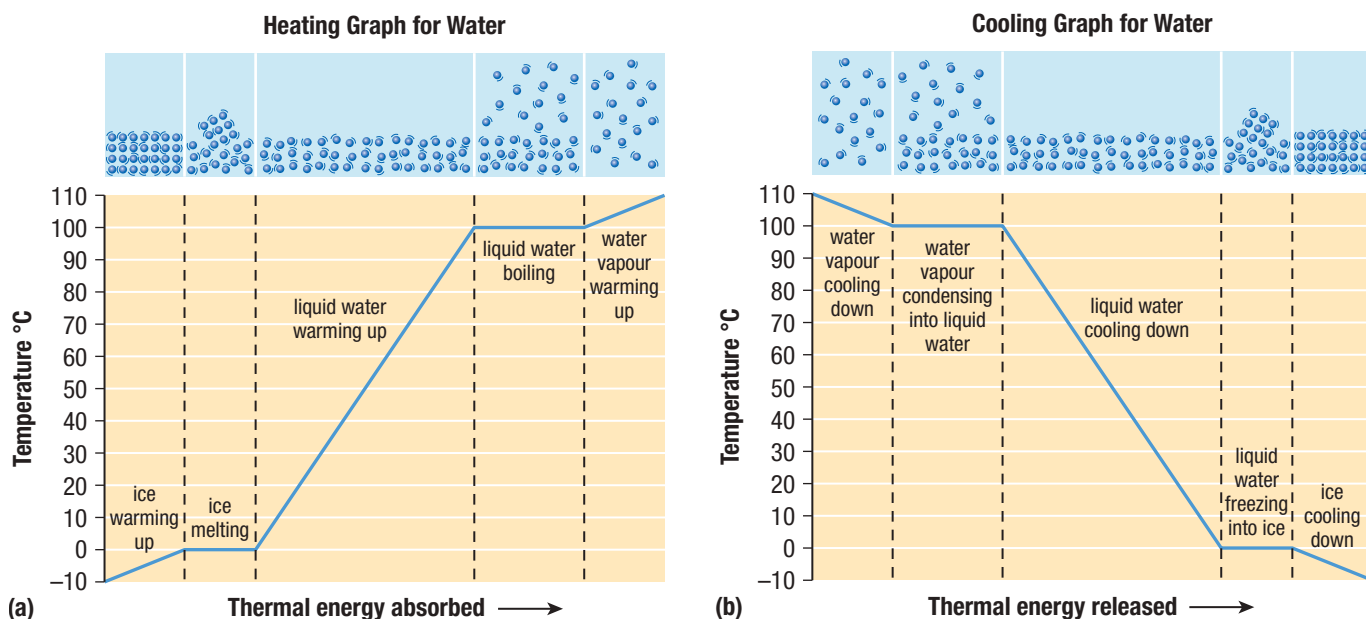 Heating Graph for Water
110
100
90
80
70
60
50
40
30
20
10
0
–10
Temperature °C
ice
warming
up
ice
melting
liquid water
warming up
liquid water
boiling
water
vapour
warming
up
(a)
Thermal energy absorbed
Cooling Graph for Water
110
100
90
80
70
60
50
40
30
20
10
0
–10
Temperature °C
water
vapour
cooling
down
water
vapour
condensing
into liquid
water
liquid water
cooling down
liquid
water
freezing
into ice
ice
cooling
down
(b)
Thermal energy released